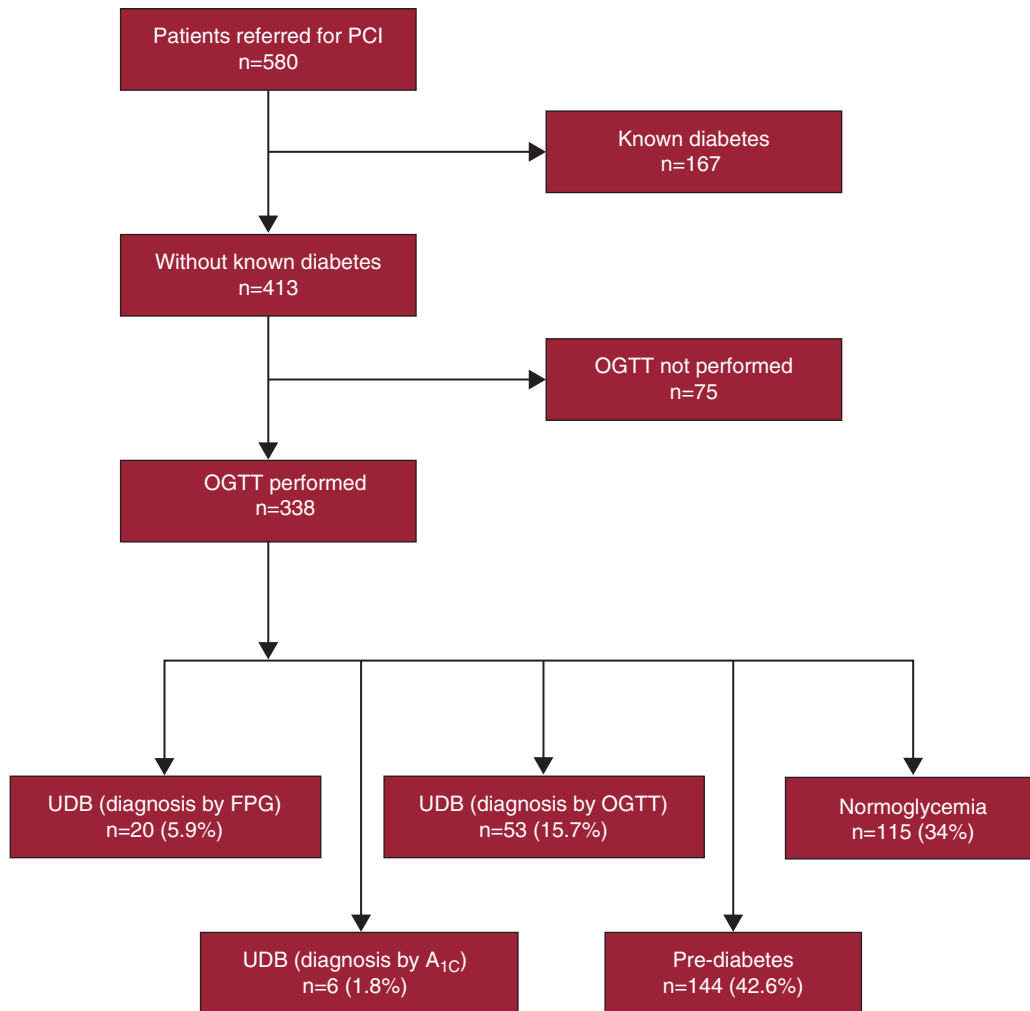 Patients referred for PCI
n=580
Known diabetes
n=167
Without known diabetes
n=413
OGTT not performed
n=75
OGTT performed
n=338
UDB (diagnosis by FPG)
n=20 (5.9%)
UDB (diagnosis by OGTT)
n=53 (15.7%)
Normoglycemia
n=115 (34%)
UDB (diagnosis by A1C)
n=6 (1.8%)
Pre-diabetes
n=144 (42.6%)